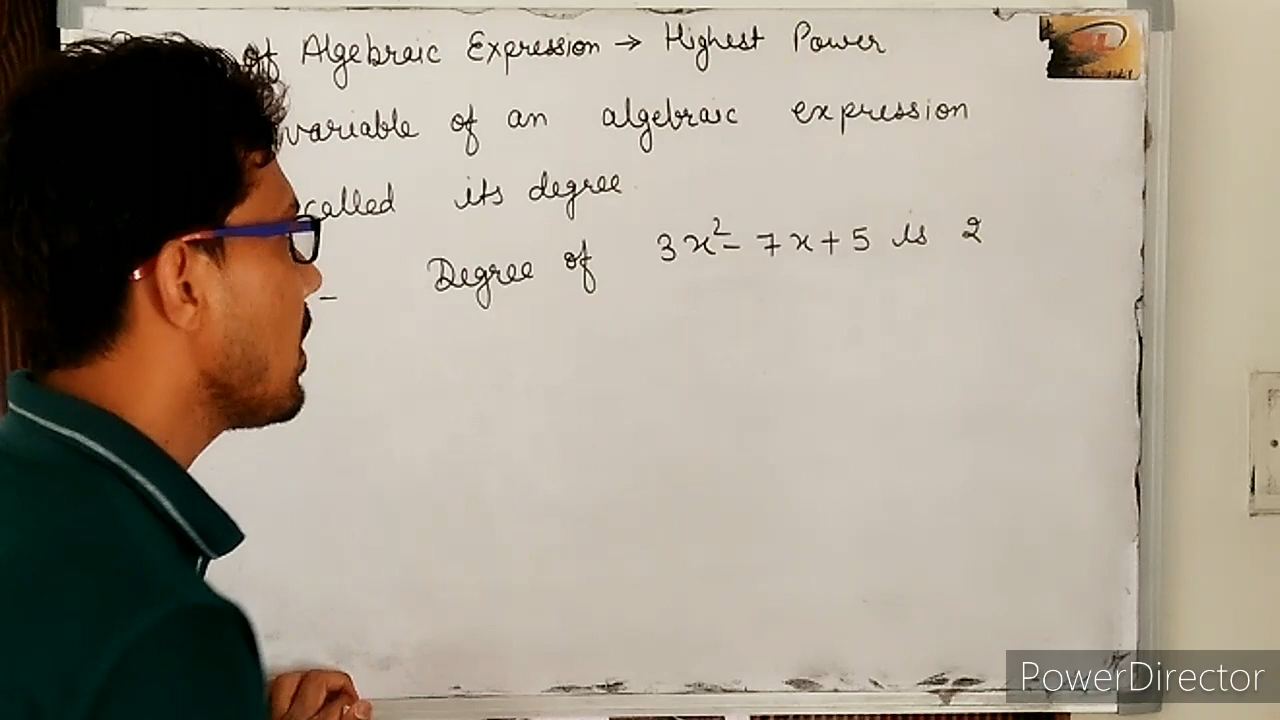 of Algebraic Expression → Highest Power
variable of an algebraic expression
called its degree.
- Degree of 3x² - 7x + 5 is 2
PowerDirector